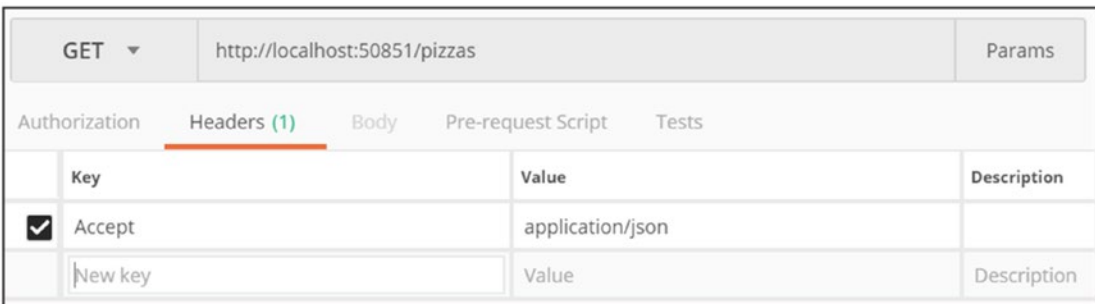 GET http://localhost:50851/pizzas Params
Authorization Headers (1) Body Pre-request Script Tests
Key Value Description
Accept application/json
New key Value Description